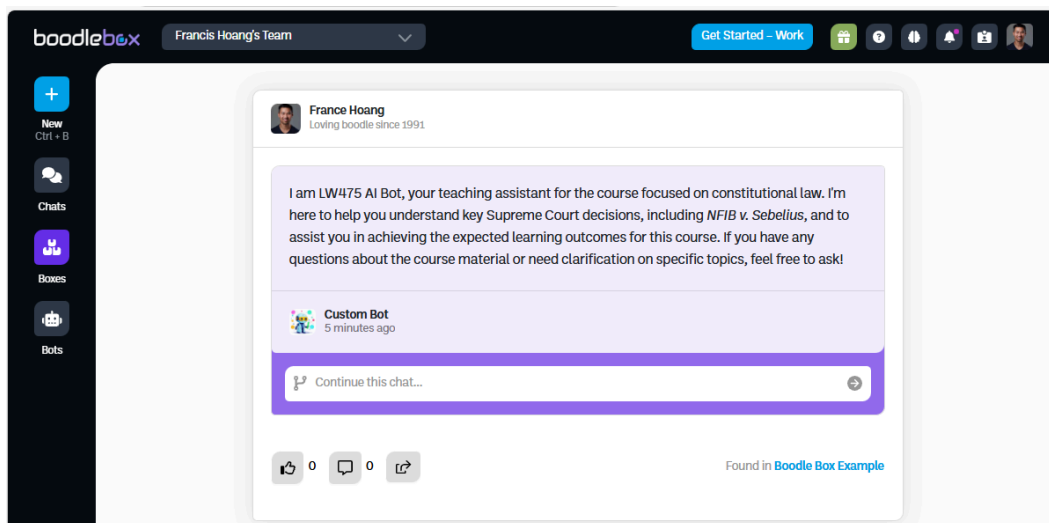 boodlebox
Francis Hoang's Team
Get Started – Work
New
Ctrl + B
Chats
Boxes
Bots
France Hoang
Loving boodle since 1991
I am LW475 AI Bot, your teaching assistant for the course focused on constitutional law. I'm
here to help you understand key Supreme Court decisions, including NFIB v. Sebelius, and to
assist you in achieving the expected learning outcomes for this course. If you have any
questions about the course material or need clarification on specific topics, feel free to ask!
Custom Bot
5 minutes ago
Continue this chat...
0
0
Found in Boodle Box Example